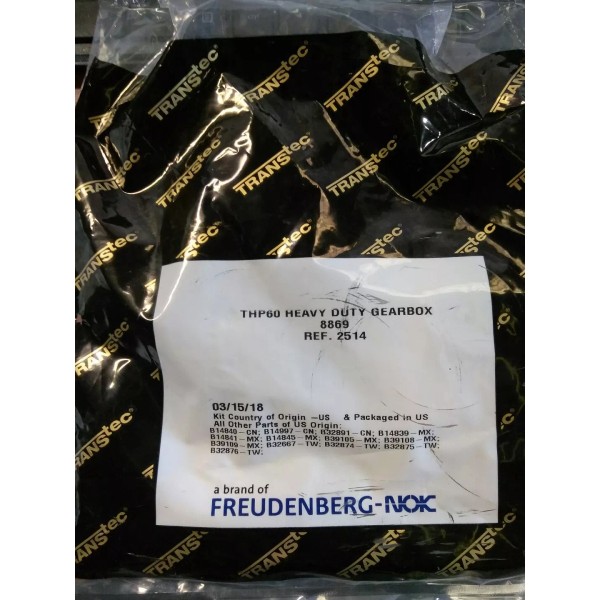 TRANStec®
THP60 HEAVY DUTY GEARBOX
8869
REF. 2514
03/15/18
Kit Country of Origin -US & Packaged in US
All Other Parts of US Origin:
B14840-CN; B14997-CN; B32891-CN; B14839-MX;
B14841-MX; B14845-MX; B39105-MX; B39108-MX;
B39109-MX; B32667-TW; B32874-TW; B32875-TW;
B32876-TW;
a brand of
FREUDENBERG-NOK